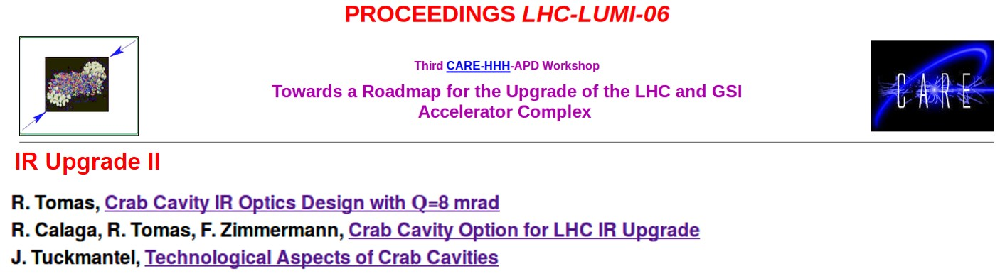 PROCEEDINGS LHC-LUMI-06
Third CARE-HHH-APD Workshop
Towards a Roadmap for the Upgrade of the LHC and GSI
Accelerator Complex
CARE
IR Upgrade II
R. Tomas, Crab Cavity IR Optics Design with Q=8 mrad
R. Calaga, R. Tomas, F. Zimmermann, Crab Cavity Option for LHC IR Upgrade
J. Tuckmantel, Technological Aspects of Crab Cavities